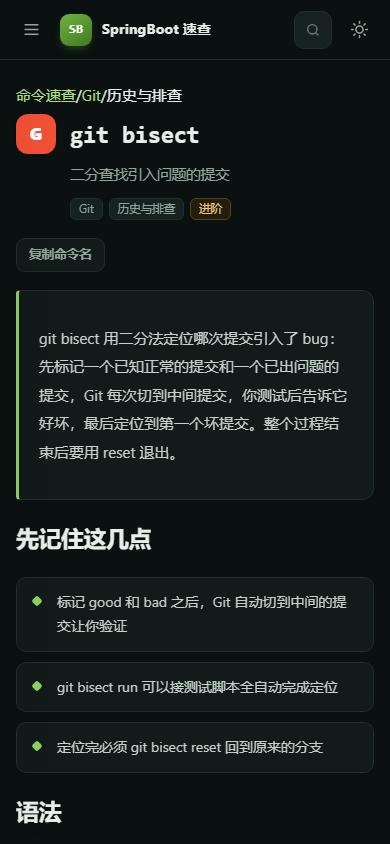 SB SpringBoot 速查
命令速查/Git/历史与排查
G git bisect
二分查找引入问题的提交
Git 历史与排查 进阶
复制命令名
git bisect 用二分法定位哪次提交引入了 bug：
先标记一个已知正常的提交和一个已出问题的
提交，Git 每次切到中间提交，你测试后告诉它
好坏，最后定位到第一个坏提交。整个过程结
束后要用 reset 退出。
先记住这几点
标记 good 和 bad 之后，Git 自动切到中间的提
交让你验证
git bisect run 可以接测试脚本全自动完成定位
定位完必须 git bisect reset 回到原来的分支
语法